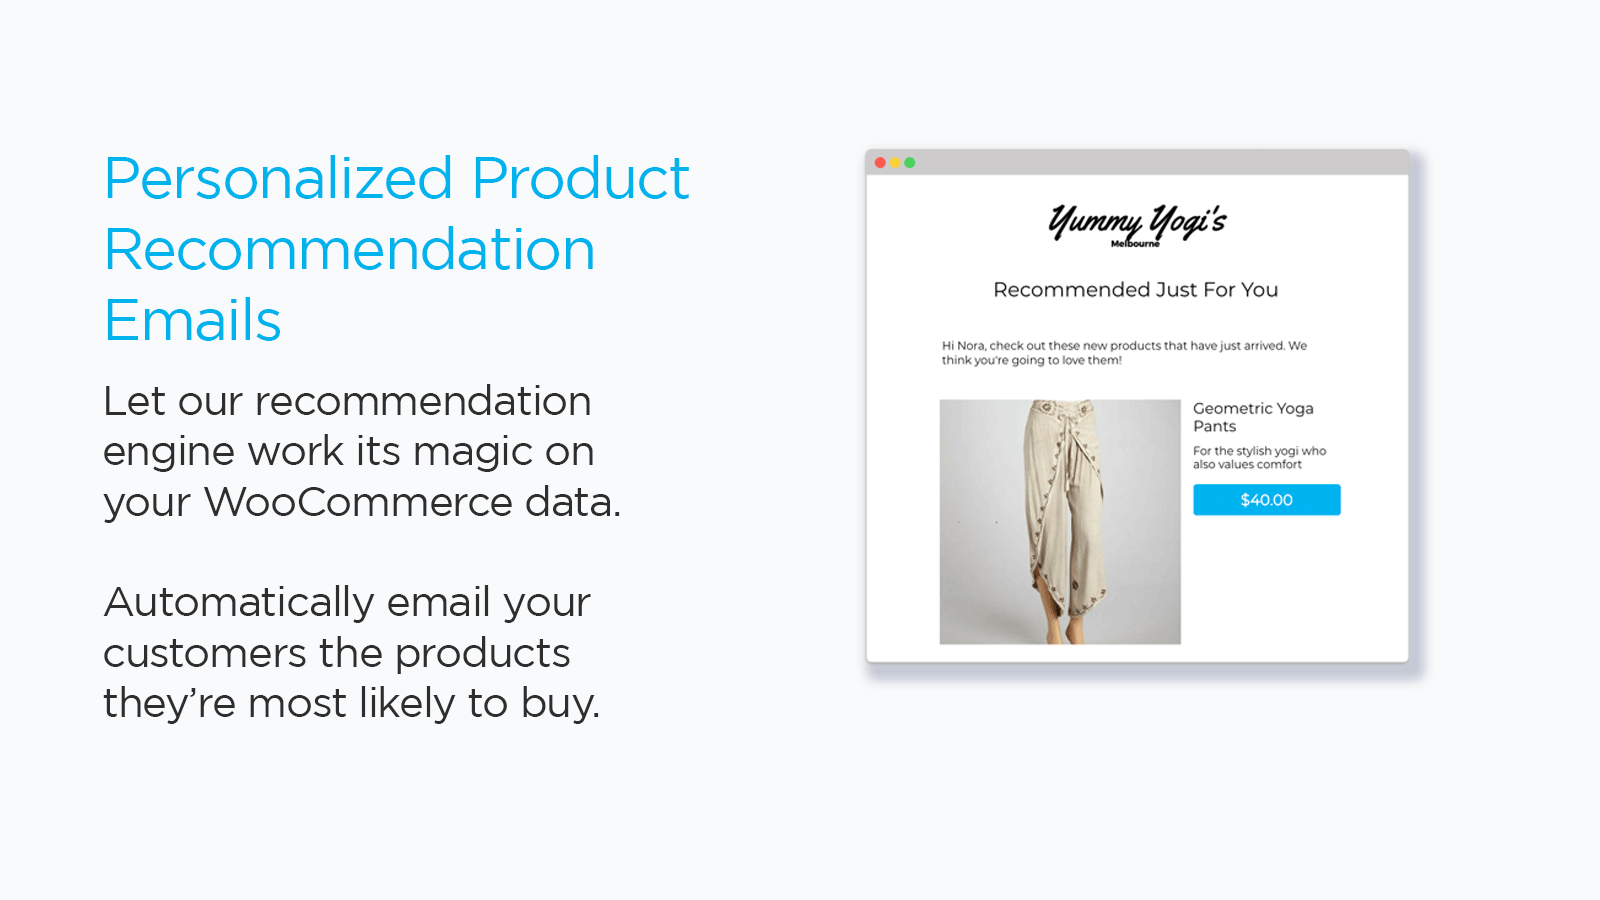 Personalized Product
Recommendation
Emails
Let our recommendation
engine work its magic on
your WooCommerce data.
Automatically email your
customers the products
they’re most likely to buy.
Yummy Yogi's
Melbourne
Recommended Just For You
Hi Nora, check out these new products that have just arrived. We
think you're going to love them!
Geometric Yoga
Pants
For the stylish yogi who
also values comfort
$40.00